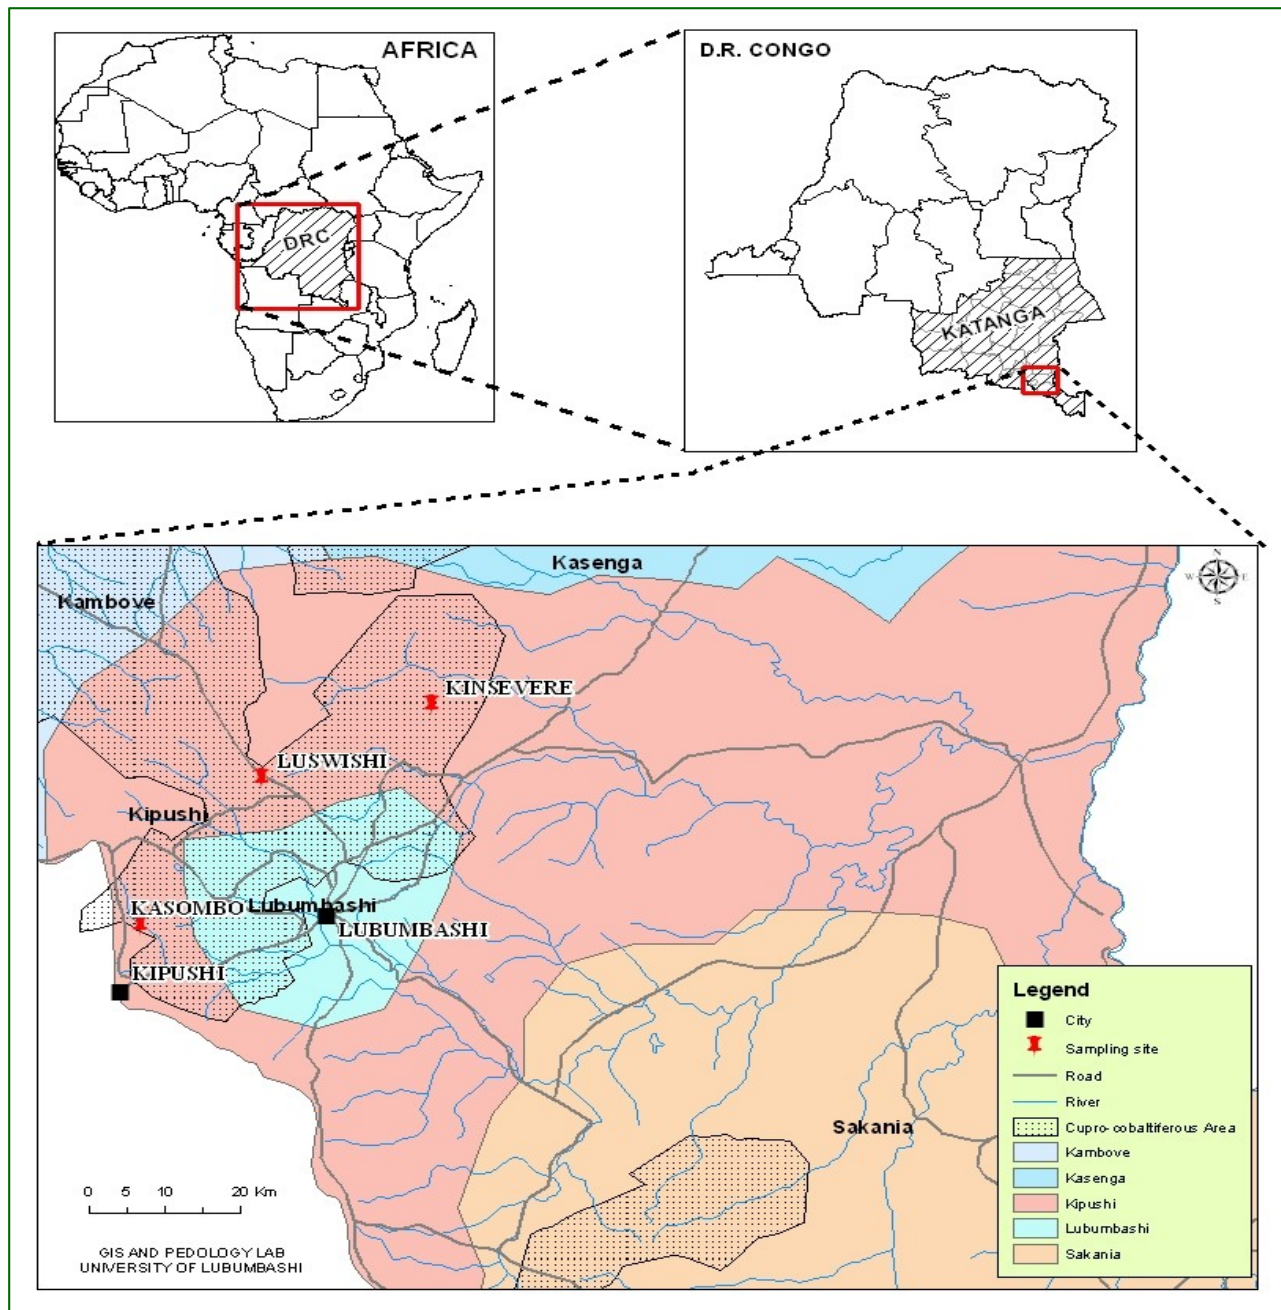 AFRICA
DRC
D.R. CONGO
KATANGA
Kasenga
N
W E
S
Kambove
KINSEVERE
LUSWISHI
Kipushi
KASOMBO
Lubumbashi
LUBUMBASHI
KIPUSHI
Sakania
Legend
City
Sampling site
Road
River
Cupro-cobaltiferous Area
Kambove
Kasenga
Kipushi
Lubumbashi
Sakania
0 5 10 20 Km
GIS AND PEDOLOGY LAB
UNIVERSITY OF LUBUMBASHI